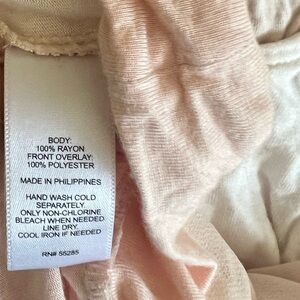 BODY:
100% RAYON
FRONT OVERLAY:
100% POLYESTER
MADE IN PHILIPPINES
HAND WASH COLD
SEPARATELY.
ONLY NON-CHLORINE
BLEACH WHEN NEEDED
LINE DRY.
COOL IRON IF NEEDED
RN# 55285